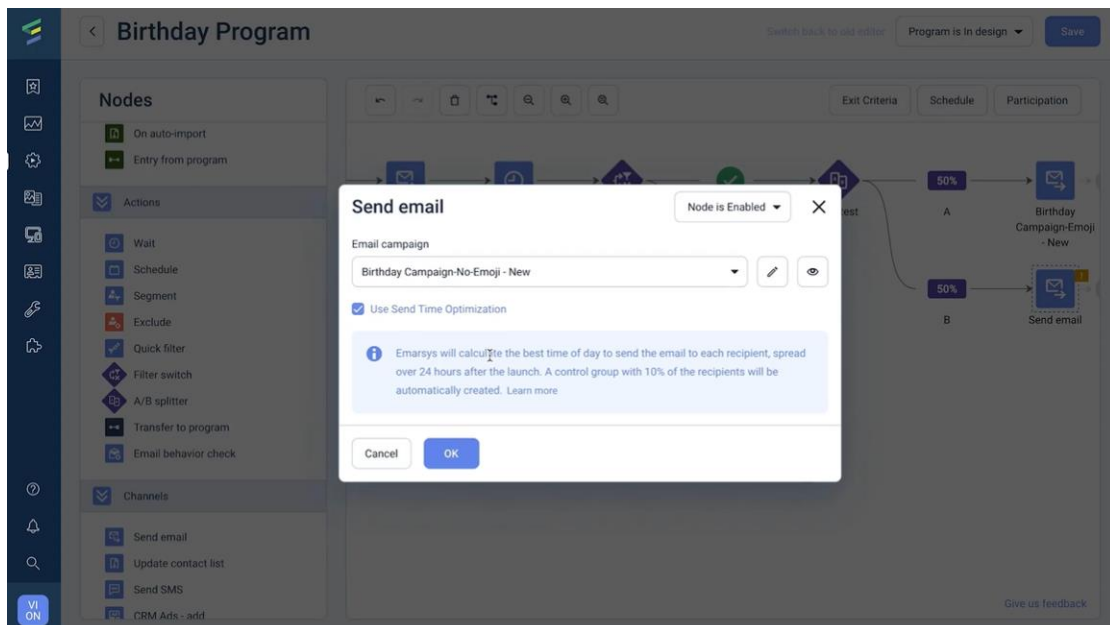 Birthday Program
Switch back to old editor
Program is In design
Save
Nodes
On auto-import
Entry from program
Actions
Wait
Schedule
Segment
Exclude
Quick filter
Filter switch
A/B splitter
Transfer to program
Email behavior check
Channels
Send email
Update contact list
Send SMS
CRM Ads - add
Exit Criteria
Schedule
Participation
Send email
Node is Enabled
Email campaign
Birthday Campaign-No-Emoji - New
Use Send Time Optimization
Emarsys will calculate the best time of day to send the email to each recipient, spread
over 24 hours after the launch. A control group with 10% of the recipients will be
automatically created. Learn more
Cancel
OK
50%
A
Birthday
Campaign-Emoji
- New
50%
B
Send email
VI
ON
Give us feedback